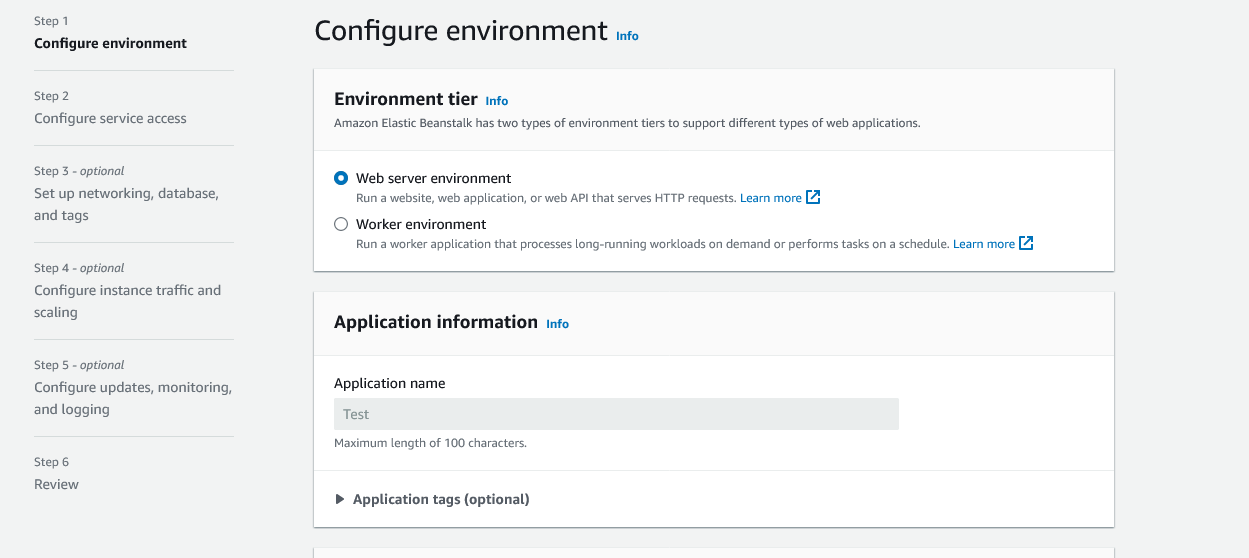 Step 1
Configure environment
Step 2
Configure service access
Step 3 - optional
Set up networking, database,
and tags
Step 4 - optional
Configure instance traffic and
scaling
Step 5 - optional
Configure updates, monitoring,
and logging
Step 6
Review
Configure environment Info
Environment tier Info
Amazon Elastic Beanstalk has two types of environment tiers to support different types of web applications.
Web server environment
Run a website, web application, or web API that serves HTTP requests. Learn more
Worker environment
Run a worker application that processes long-running workloads on demand or performs tasks on a schedule. Learn more
Application information Info
Application name
Test
Maximum length of 100 characters.
Application tags (optional)